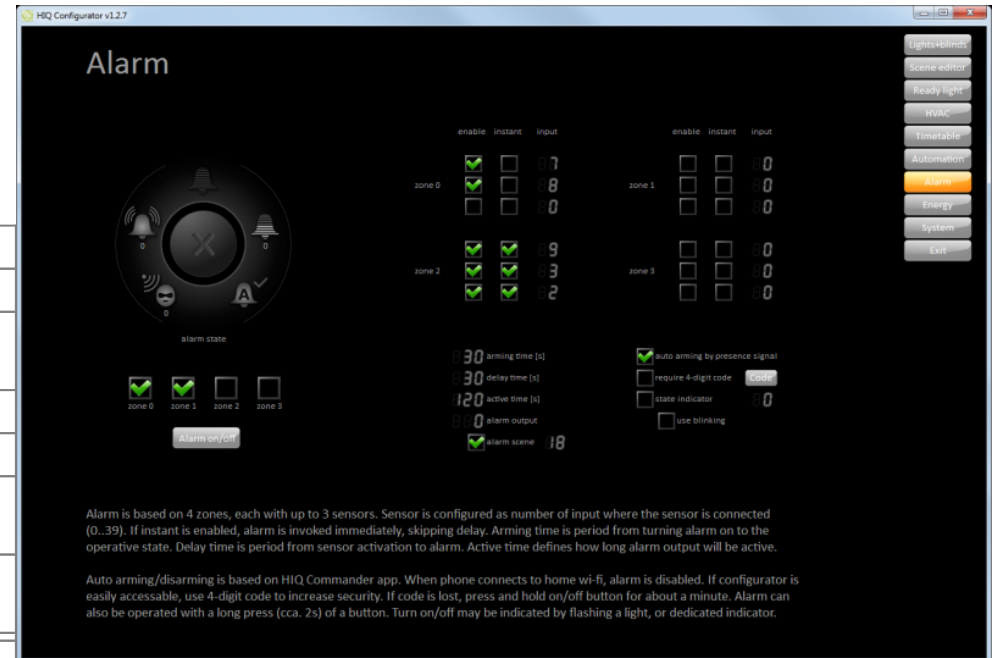 HIQ Configurator v1.2.7
Alarm
Lights+blinds
Scene editor
Ready light
HVAC
Timetable
Automation
Alarm
Energy
System
Exit
enable instant input
7
zone 0 8
0
enable instant input
0
zone 1 0
0
9
zone 2 3
2
0
zone 3 0
0
0
0
0
A
alarm state
zone 0 zone 1 zone 2 zone 3
Alarm on/off
30 arming time [s]
30 delay time [s]
120 active time [s]
0 alarm output
alarm scene 18
auto arming by presence signal
require 4-digit code Code
state indicator 0
use blinking
Alarm is based on 4 zones, each with up to 3 sensors. Sensor is configured as number of input where the sensor is connected
(0..39). If instant is enabled, alarm is invoked immediately, skipping delay. Arming time is period from turning alarm on to the
operative state. Delay time is period from sensor activation to alarm. Active time defines how long alarm output will be active.
Auto arming/disarming is based on HIQ Commander app. When phone connects to home wi-fi, alarm is disabled. If configurator is
easily accessable, use 4-digit code to increase security. If code is lost, press and hold on/off button for about a minute. Alarm can
also be operated with a long press (cca. 2s) of a button. Turn on/off may be indicated by flashing a light, or dedicated indicator.